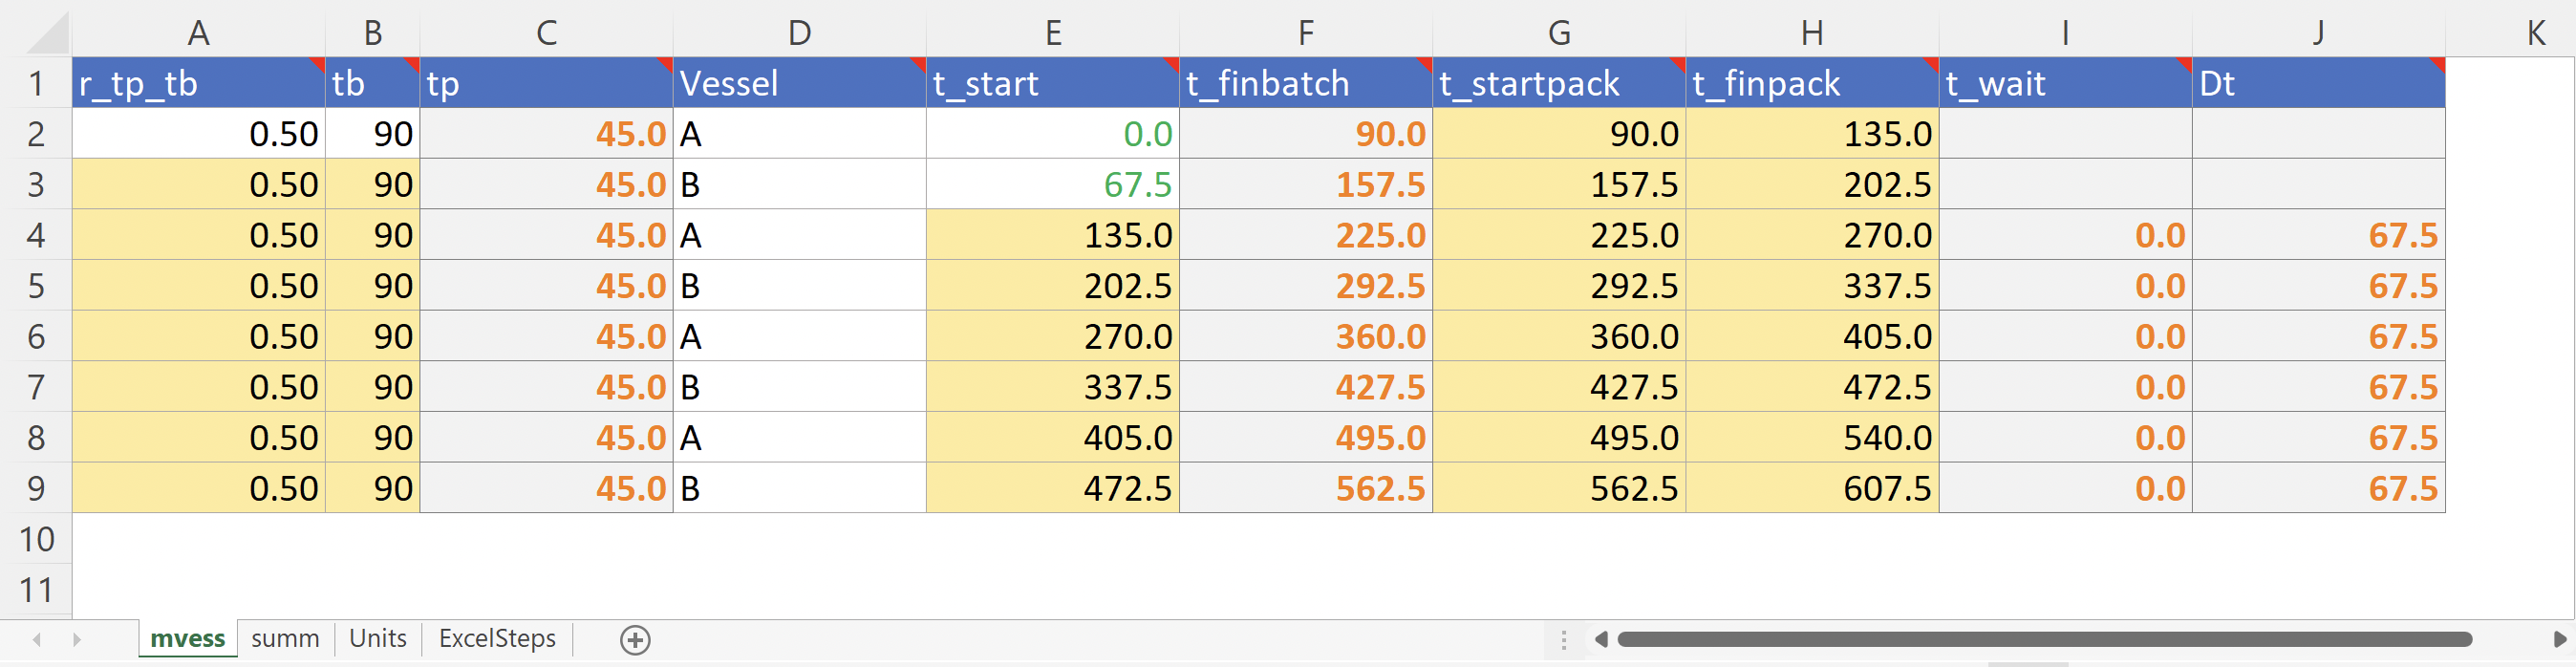 A B C D E F G H I J K
1 r_tp_tb tb tp Vessel t_start t_finbatch t_startpack t_finpack t_wait Dt
2 0.50 90 45.0 A 0.0 90.0 90.0 135.0
3 0.50 90 45.0 B 67.5 157.5 157.5 202.5
4 0.50 90 45.0 A 135.0 225.0 225.0 270.0 0.0 67.5
5 0.50 90 45.0 B 202.5 292.5 292.5 337.5 0.0 67.5
6 0.50 90 45.0 A 270.0 360.0 360.0 405.0 0.0 67.5
7 0.50 90 45.0 B 337.5 427.5 427.5 472.5 0.0 67.5
8 0.50 90 45.0 A 405.0 495.0 495.0 540.0 0.0 67.5
9 0.50 90 45.0 B 472.5 562.5 562.5 607.5 0.0 67.5
10
11
mvess summ Units ExcelSteps